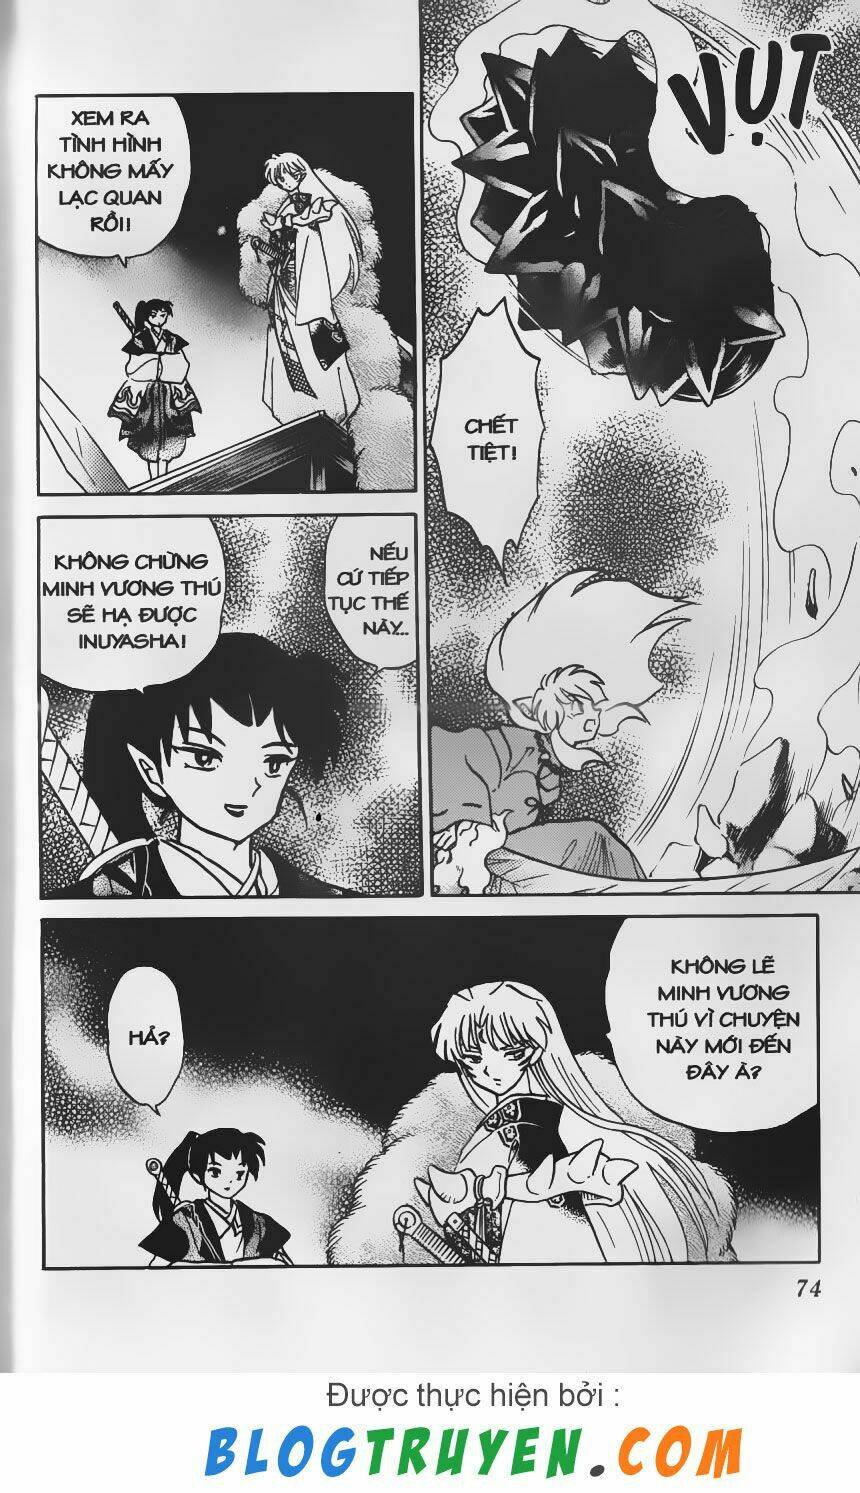 VỤT
CHẾT
TIỆT!
XEM RA
TÌNH HÌNH
KHÔNG MẤY
LẠC QUAN
RỒI!
NẾU
CỨ TIẾP
TỤC THẾ
NÀY...
KHÔNG CHỪNG
MINH VƯƠNG THÚ
SẼ HẠ ĐƯỢC
INUYASHA!
KHÔNG LẼ
MINH VƯƠNG
THÚ VÌ CHUYỆN
NÀY MỚI ĐẾN
ĐÂY À?
HẢ?
74
Được thực hiện bởi :
BLOGTRUYEN.COM